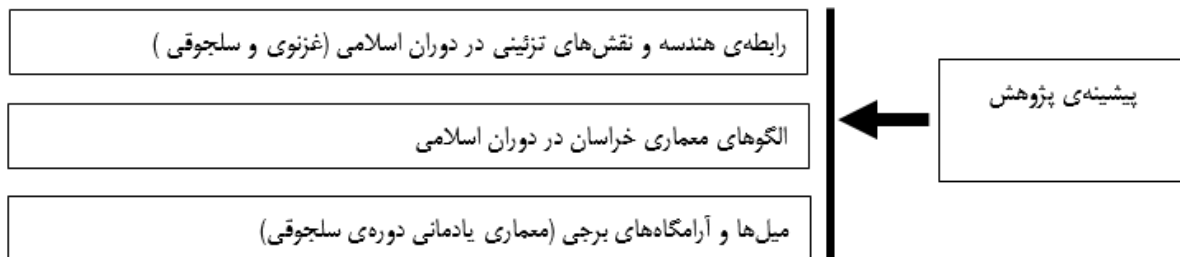 پیشینه‌ی پژوهش
رابطه‌ی هندسه و نقش‌های تزئینی در دوران اسلامی (غزنوی و سلجوقی )
الگوهای معماری خراسان در دوران اسلامی
میل‌ها و آرامگاه‌های برجی (معماری یادمانی دوره‌ی سلجوقی)